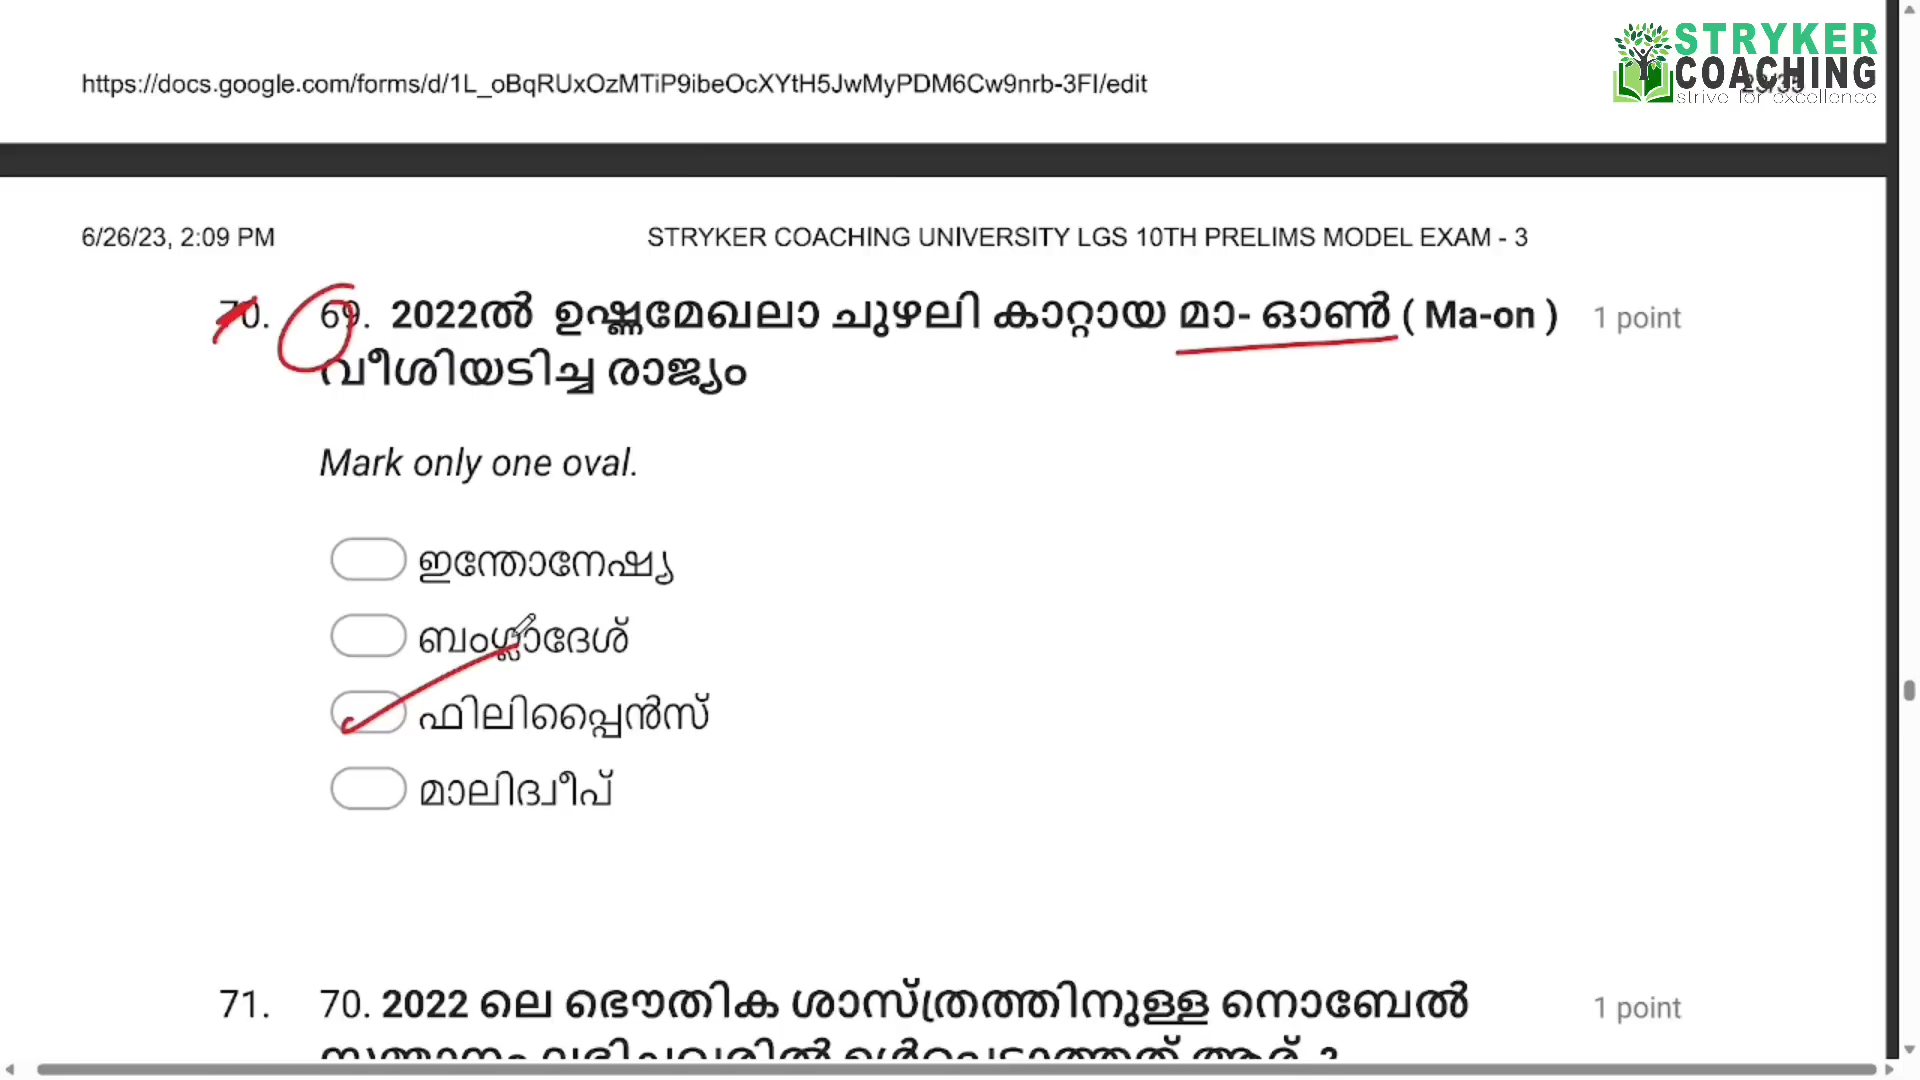 STRYKER
COACHING
strive for excellence
https://docs.google.com/forms/d/1L_oBqRUxOzMTiP9ibeOcXYtH5JwMyPDM6Cw9nrb-3FI/edit
23/35
6/26/23, 2:09 PM
STRYKER COACHING UNIVERSITY LGS 10TH PRELIMS MODEL EXAM - 3
70. 69. 2022ൽ ഉഷ്ണമേഖലാ ചുഴലി കാറ്റായ മാ- ഓൺ ( Ma-on ) 1 point
വീശിയടിച്ച രാജ്യം
Mark only one oval.
ഇന്തോനേഷ്യ
ബംഗ്ലാദേശ്
ഫിലിപ്പൈൻസ്
മാലിദ്വീപ്
71. 70. 2022 ലെ ഭൌതിക ശാസ്ത്രത്തിനുള്ള നൊബേൽ 1 point